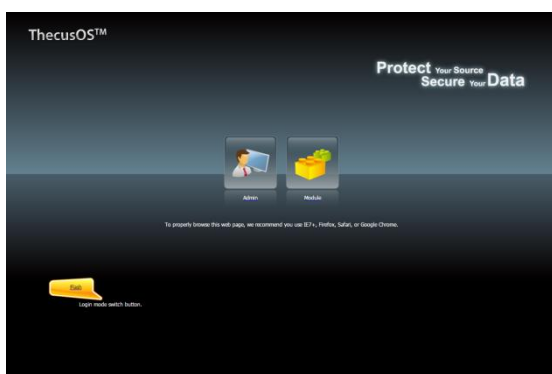 ThecusOS™
Protect Your Source
Secure Your Data
Admin
Module
To properly browse this web page, we recommend you use IE7+, Firefox, Safari, or Google Chrome.
Flash
Login mode switch button.